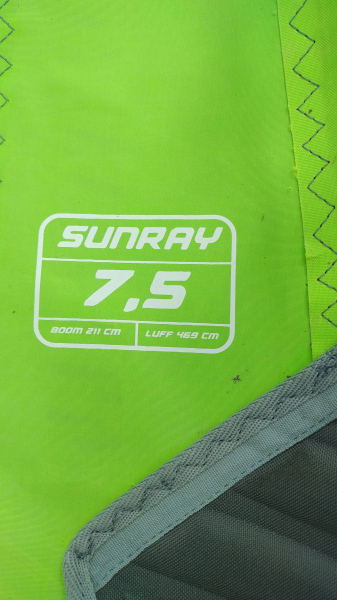 SUNRAY
7,5
BOOM 211 CM
LUFF 469 CM